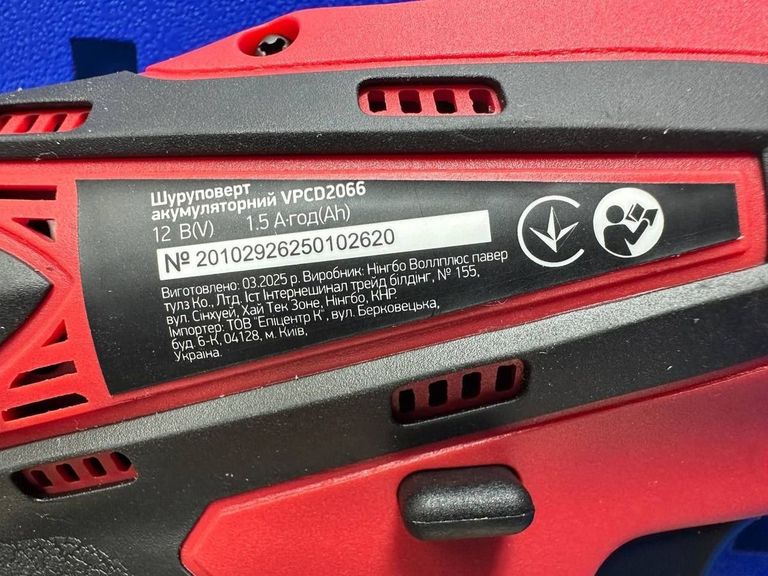 Шуруповерт
акумуляторний VPCD2066
12 В(V) 1.5 А·год(Ah)
№ 20102926250102620
Виготовлено: 03.2025 р. Виробник: Нінгбо Воллплюс павер
тулз Ко., Лтд. Іст Інтернешинал трейд білдінг, № 155,
вул. Сінхуей, Хай Тек Зоне, Нінгбо, КНР.
Імпортер: ТОВ "Епіцентр К", вул. Берковецька,
буд. 6-К, 04128, м. Київ,
Україна.